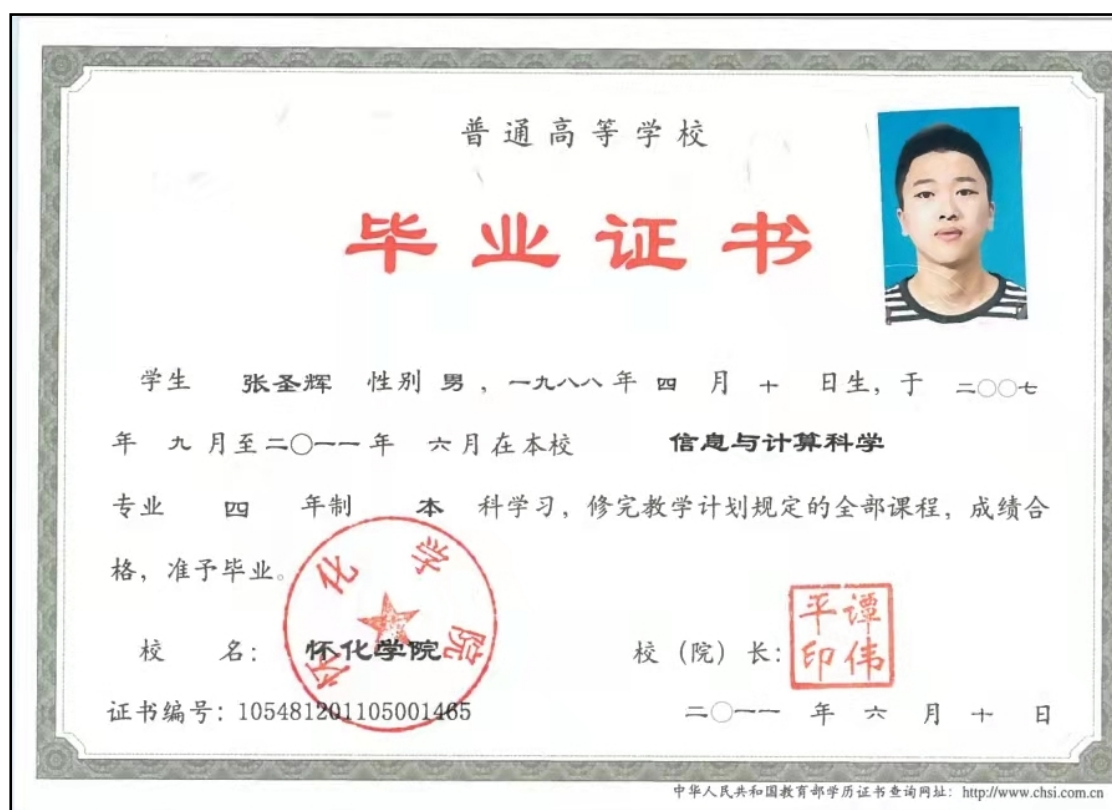 普通高等学校
毕业证书
学生 张圣辉 性别 男 ，一九八八 年 四 月 十 日生，于 二〇〇七
年 九 月至二〇一一 年 六 月在本校 信息与计算科学
专业 四 年制 本 科学习，修完教学计划规定的全部课程，成绩合
格，准予毕业。
校 名： 怀化学院
校（院）长：
谭伟平印
证书编号：105481201105001465
二〇一一 年 六 月 十 日
中华人民共和国教育部学历证书查询网址：http://www.chsi.com.cn